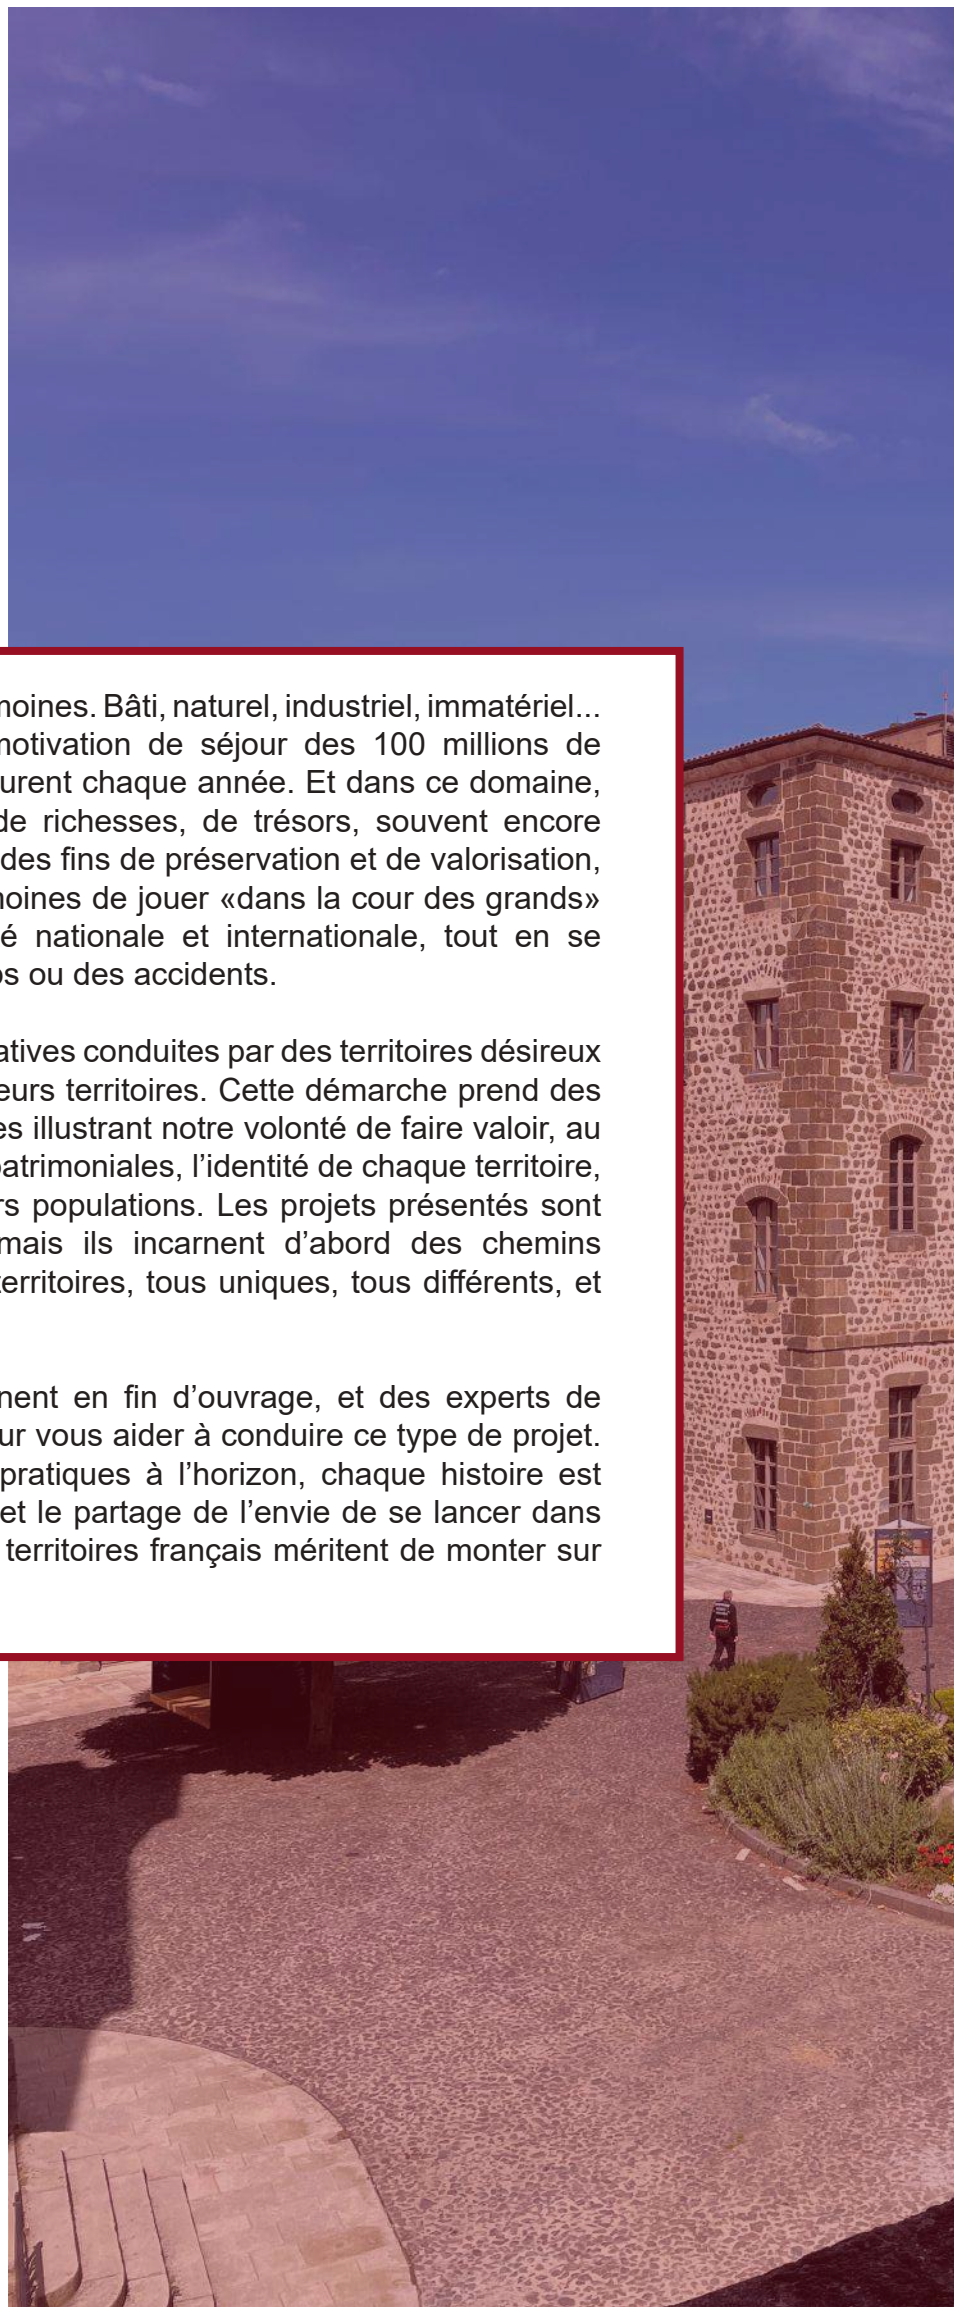 moines. Bâti, naturel, industriel, immatériel...
motivation de séjour des 100 millions de
urent chaque année. Et dans ce domaine,
de richesses, de trésors, souvent encore
des fins de préservation et de valorisation,
moines de jouer «dans la cour des grands»
é nationale et internationale, tout en se
ps ou des accidents.
atives conduites par des territoires désireux
eurs territoires. Cette démarche prend des
es illustrant notre volonté de faire valoir, au
patrimoniales, l’identité de chaque territoire,
rs populations. Les projets présentés sont
mais ils incarnent d’abord des chemins
territoires, tous uniques, tous différents, et
nent en fin d’ouvrage, et des experts de
ur vous aider à conduire ce type de projet.
pratiques à l’horizon, chaque histoire est
et le partage de l’envie de se lancer dans
territoires français méritent de monter sur